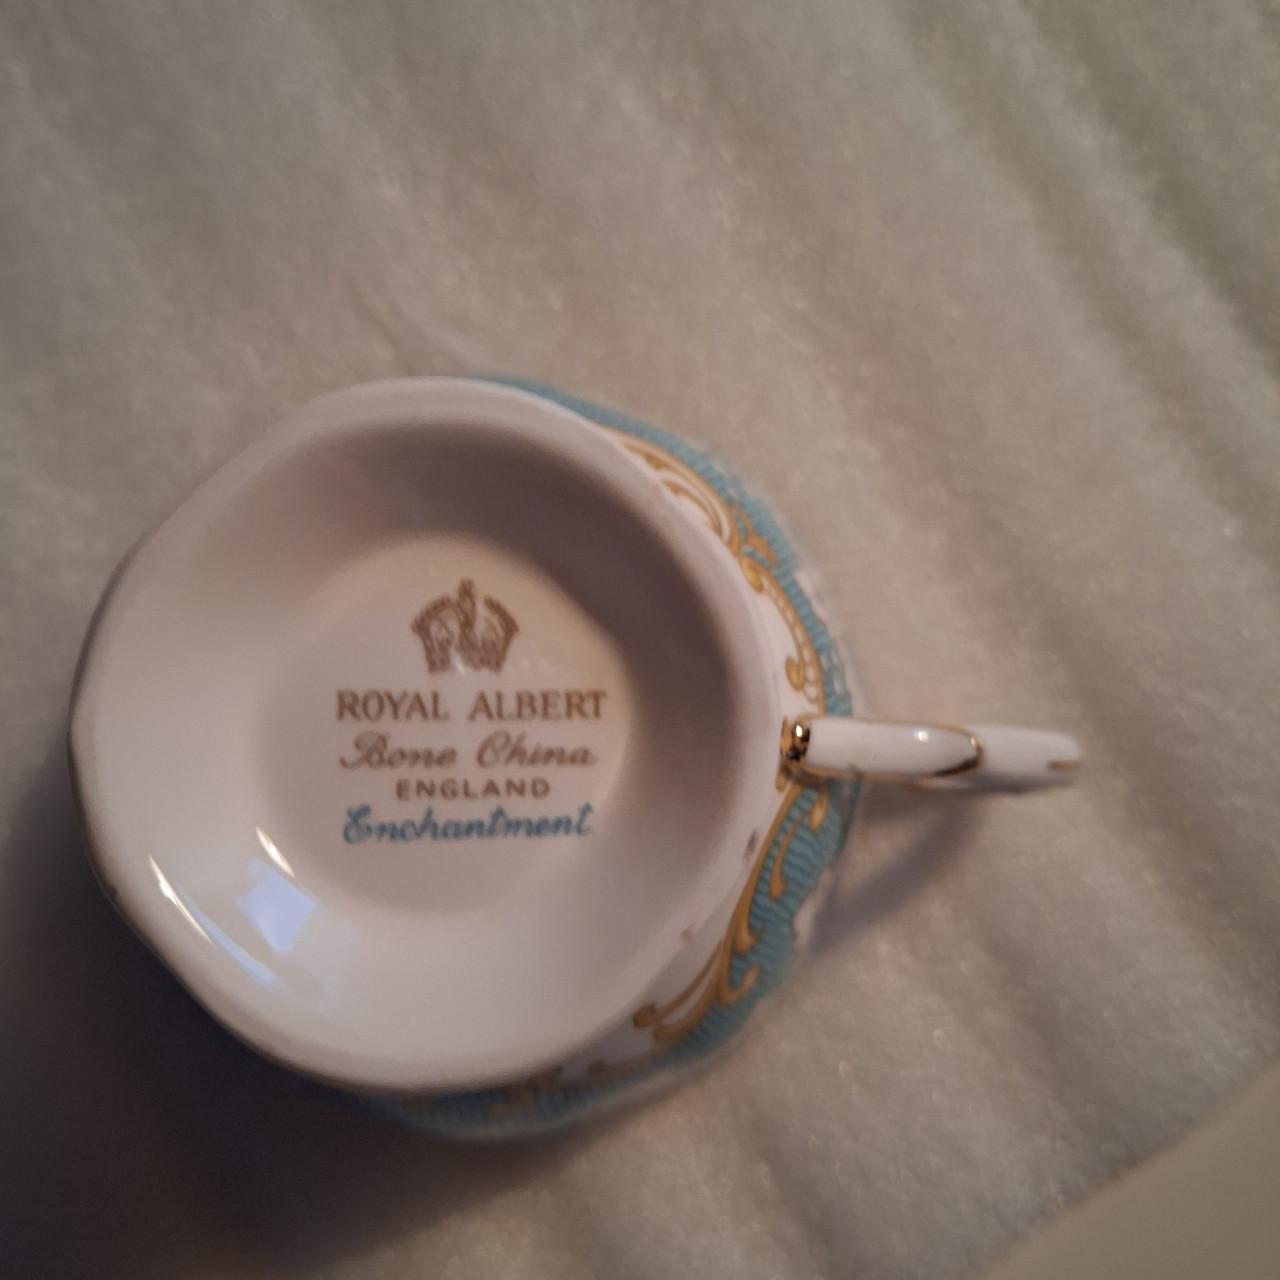 ROYAL ALBERT
Bone China
ENGLAND
Enchantment